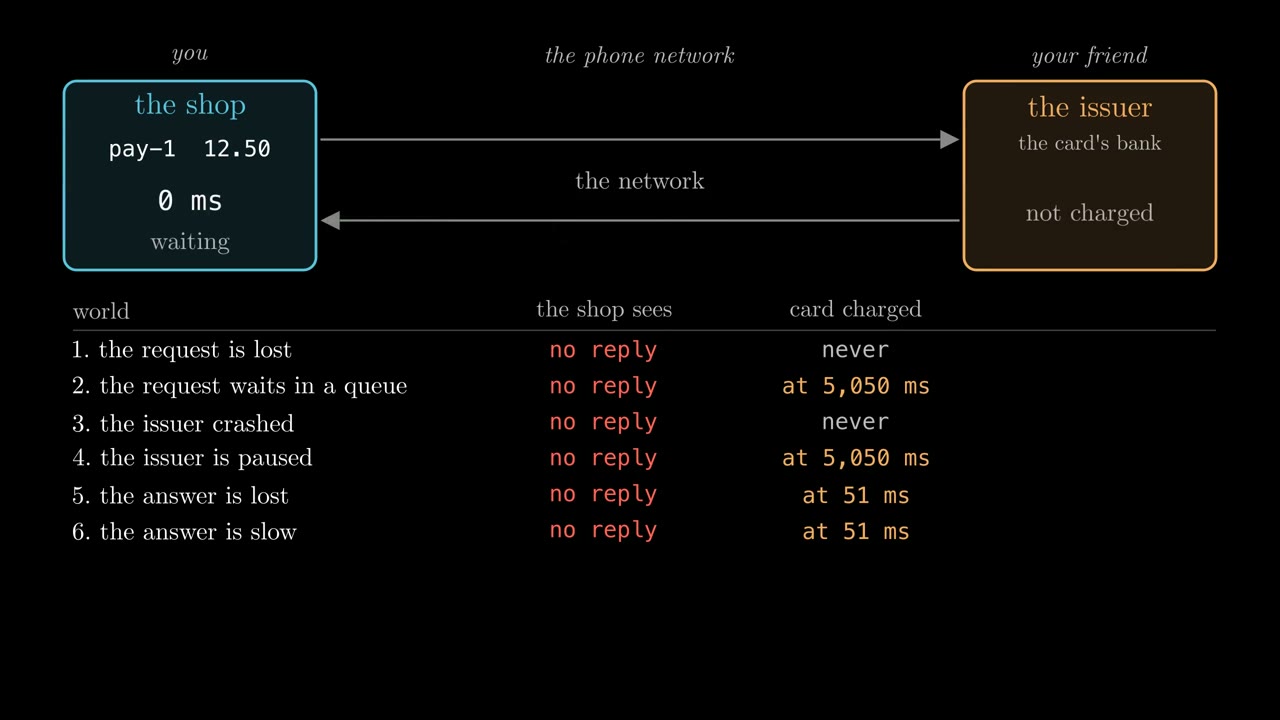 you the phone network your friend
the shop
the issuer
pay-1 12.50
the card's bank
the network
0 ms
not charged
waiting
world the shop sees card charged
1. the request is lost no reply never
2. the request waits in a queue no reply at 5,050 ms
3. the issuer crashed no reply never
4. the issuer is paused no reply at 5,050 ms
5. the answer is lost no reply at 51 ms
6. the answer is slow no reply at 51 ms